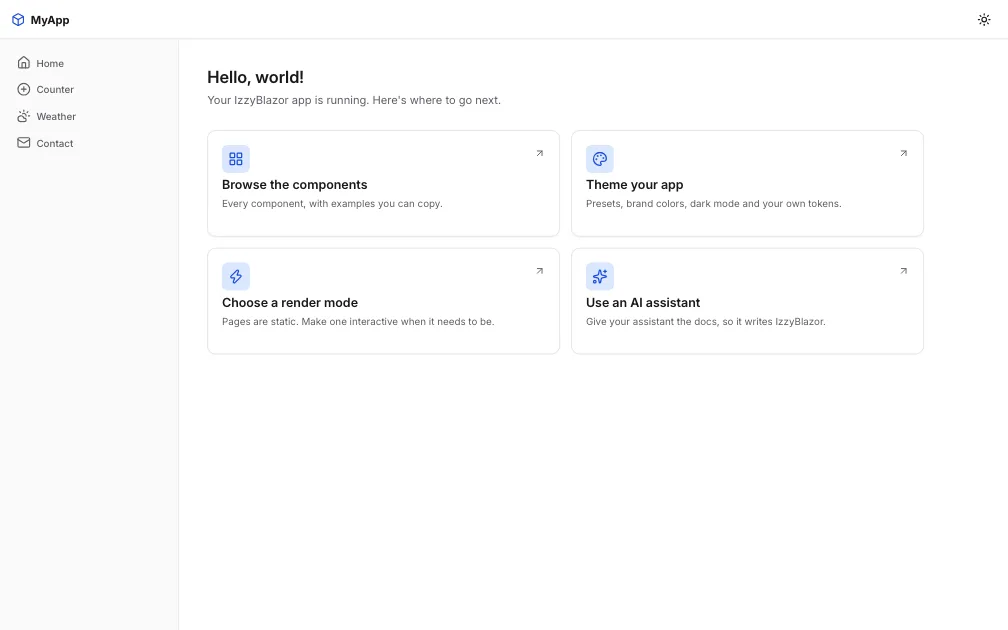 MyApp
Home
Counter
Weather
Contact
Hello, world!
Your IzzyBlazor app is running. Here's where to go next.
Browse the components
Every component, with examples you can copy.
Theme your app
Presets, brand colors, dark mode and your own tokens.
Choose a render mode
Pages are static. Make one interactive when it needs to be.
Use an AI assistant
Give your assistant the docs, so it writes IzzyBlazor.